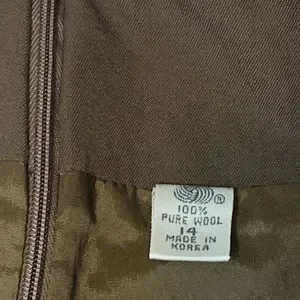 ®
100%
PURE WOOL
14
MADE IN
KOREA